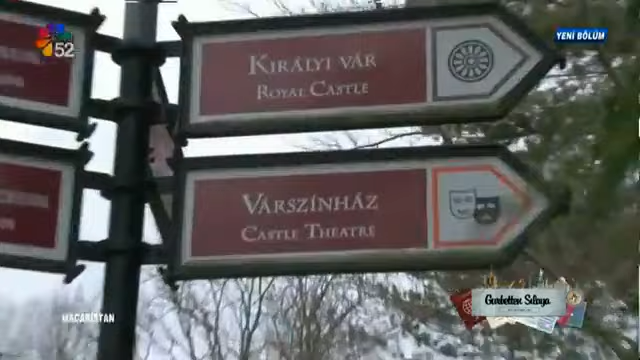 52
YENİ BÖLÜM
KIRÁLYI VÁR
ROYAL CASTLE
VÁRSZÍNHÁZ
CASTLE THEATRE
Gurbetten Sılaya
MACARİSTAN